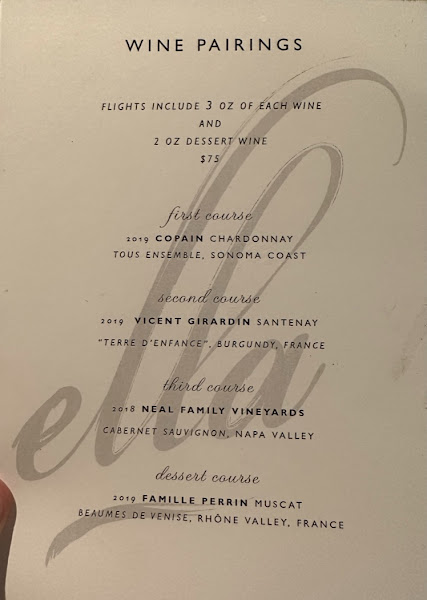 WINE PAIRINGS
FLIGHTS INCLUDE 3 OZ OF EACH WINE
AND
2 OZ DESSERT WINE
$75
first course
2019 COPAIN CHARDONNAY
TOUS ENSEMBLE, SONOMA COAST
second course
2019 VICENT GIRARDIN SANTENAY
"TERRE D'ENFANCE", BURGUNDY, FRANCE
third course
2018 NEAL FAMILY VINEYARDS
CABERNET SAUVIGNON, NAPA VALLEY
dessert course
2019 FAMILLE PERRIN MUSCAT
BEAUMES DE VENISE, RHÔNE VALLEY, FRANCE
ella